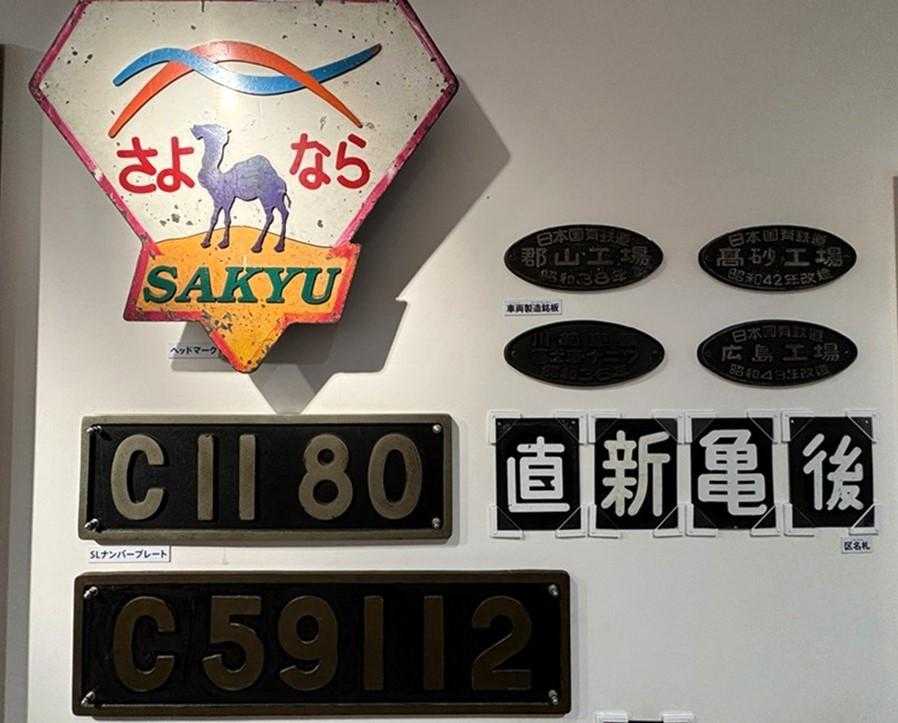 さよなら
SAKYU
ヘッドマーク
日本国有鉄道
郡山工場
昭和38年
日本国有鉄道
高砂工場
昭和42年改造
車両製造銘板
日本国有鉄道
広島工場
昭和43年改造
C11 80
直 新 亀 後
SLナンバープレート
区名札
C59112